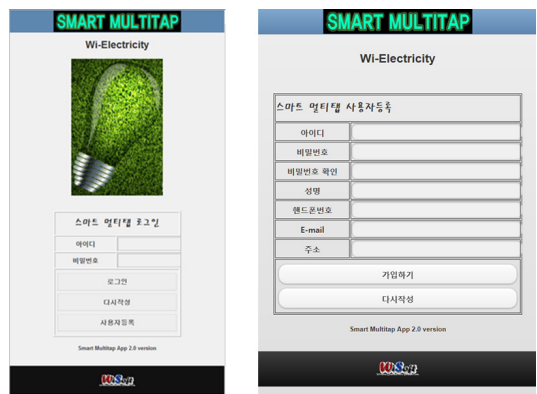 SMART MULTITAP
Wi-Electricity
스마트 멀티탭 로그인
아이디
비밀번호
로그인
다시작성
사용자등록
Smart Multitap App 2.0 version
WiSoft
SMART MULTITAP
Wi-Electricity
스마트 멀티탭 사용자등록
아이디
비밀번호
비밀번호 확인
성명
핸드폰번호
E-mail
주소
가입하기
다시작성
Smart Multitap App 2.0 version
WiSoft